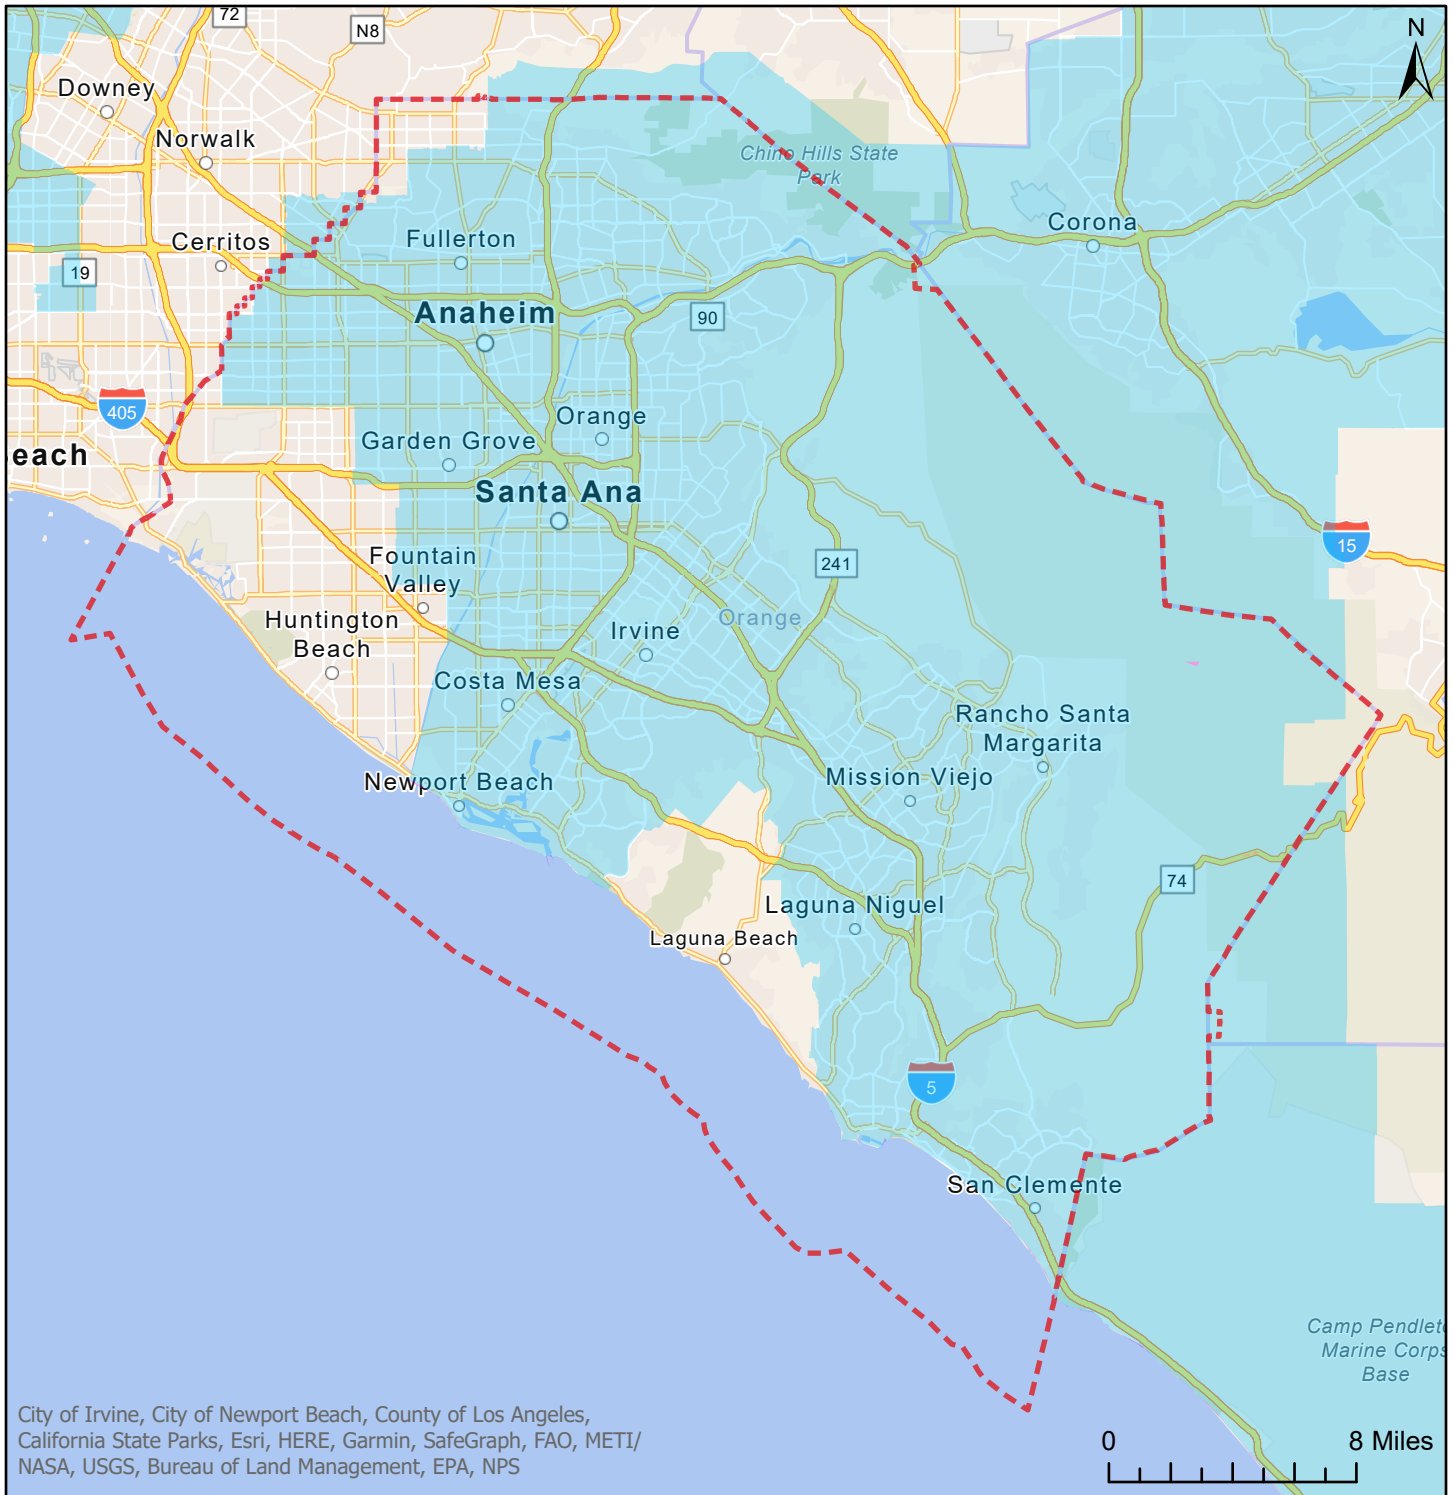 72
N8
N
Downey
Norwalk
Chino Hills State
Park
Corona
Cerritos
Fullerton
19
Anaheim
90
405
Orange
Garden Grove
each
Santa Ana
15
Fountain
Valley
241
Huntington
Beach
Irvine
Orange
Costa Mesa
Rancho Santa
Margarita
Newport Beach
Mission Viejo
74
Laguna Niguel
Laguna Beach
5
San Clemente
Camp Pendlet
Marine Corps
Base
City of Irvine, City of Newport Beach, County of Los Angeles,
California State Parks, Esri, HERE, Garmin, SafeGraph, FAO, METI/
NASA, USGS, Bureau of Land Management, EPA, NPS
0 8 Miles